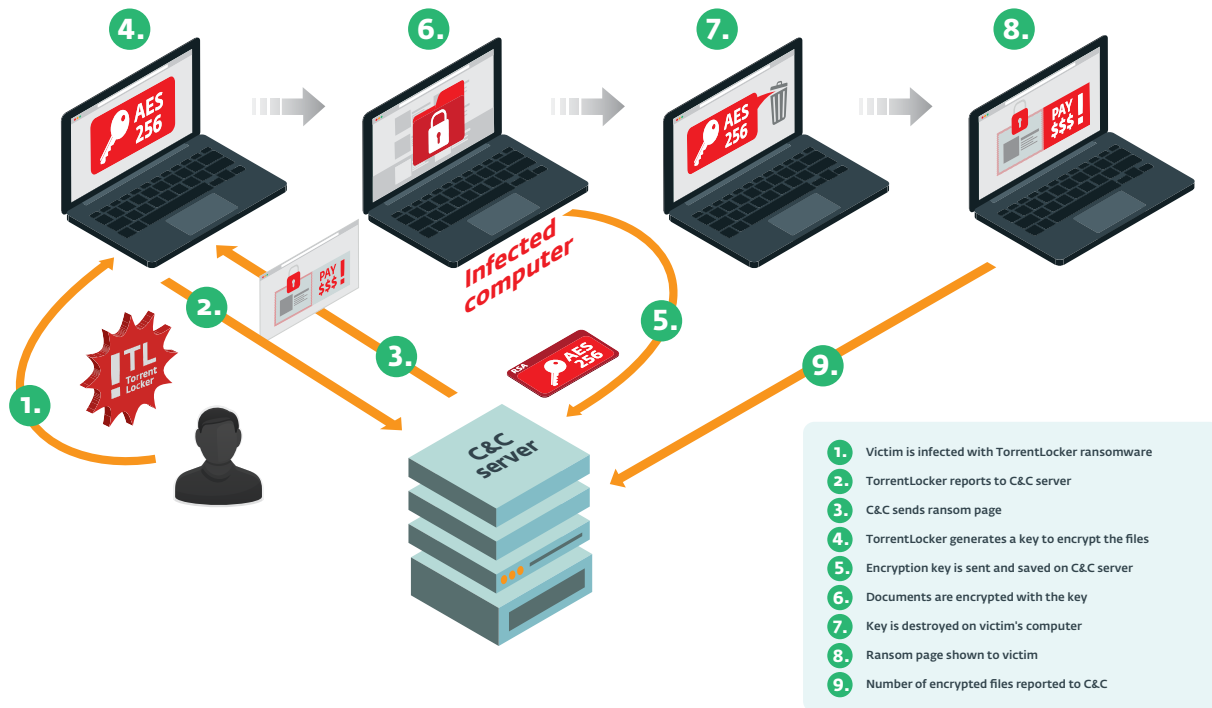 4.
6.
7.
8.
AES
256
AES
256
PAY
$$$!
Infected
computer
PAY
$$$!
2.
5.
3.
RSA
AES
256
9.
!TL
Torrent
Locker
1.
C&C
server
1. Victim is infected with TorrentLocker ransomware
2. TorrentLocker reports to C&C server
3. C&C sends ransom page
4. TorrentLocker generates a key to encrypt the files
5. Encryption key is sent and saved on C&C server
6. Documents are encrypted with the key
7. Key is destroyed on victim's computer
8. Ransom page shown to victim
9. Number of encrypted files reported to C&C